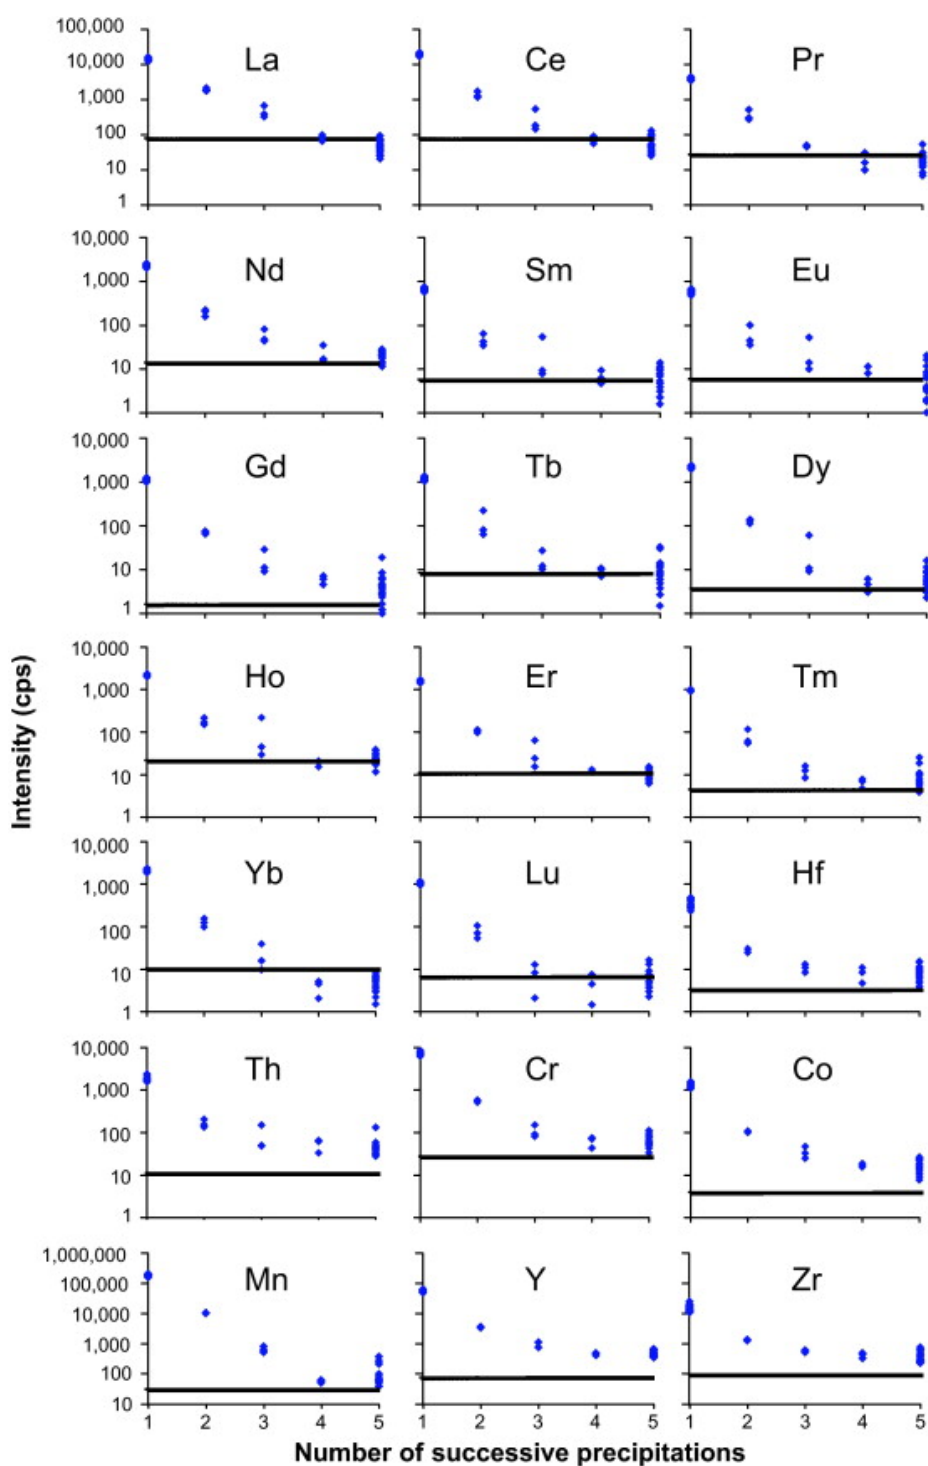 100,000
10,000
1,000
100
10
1
La
Ce
Pr
10,000
1,000
100
10
1
Nd
Sm
Eu
10,000
1,000
100
10
1
Gd
Tb
Dy
10,000
1,000
100
10
1
Ho
Er
Tm
10,000
1,000
100
10
1
Yb
Lu
Hf
10,000
1,000
100
10
1
Th
Cr
Co
1,000,000
100,000
10,000
1,000
100
10
Mn
Y
Zr
1 2 3 4 5 1 2 3 4 5 1 2 3 4 5
Intensity (cps)
Number of successive precipitations